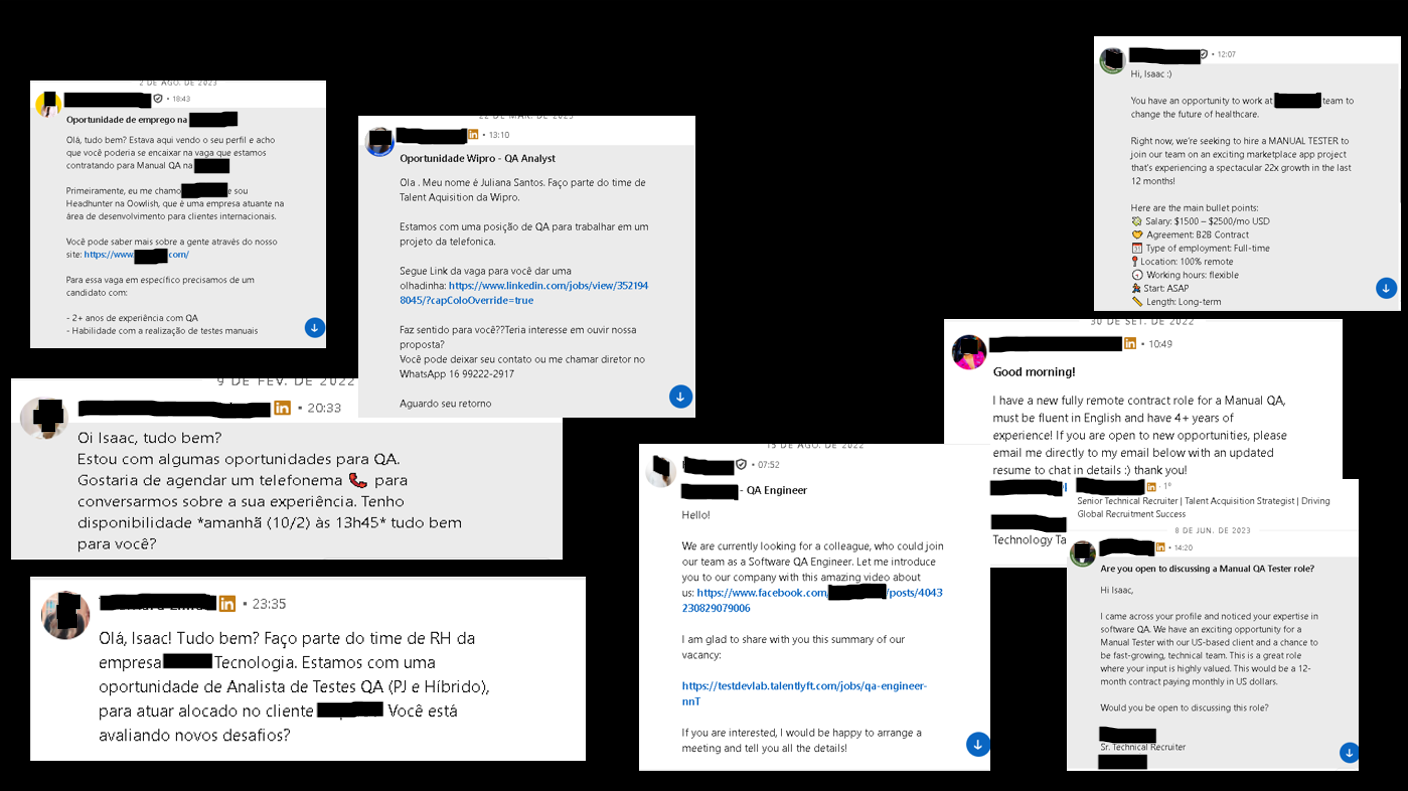 2 DE AGO. DE 2023
• 18:43
Oportunidade de emprego na
Olá, tudo bem? Estava aqui vendo o seu perfil e acho
que você poderia se encaixar na vaga que estamos
contratando para Manual QA na
Primeiramente, eu me chamo e sou
Headhunter na Oowlish, que é uma empresa atuante na
área de desenvolvimento para clientes internacionais.
Você pode saber mais sobre a gente através do nosso
site: https://www. .com/
Para essa vaga em específico precisamos de um
candidato com:
- 2+ anos de experiência com QA
- Habilidade com a realização de testes manuais
22 DE MAR. DE 2023
in • 13:10
Oportunidade Wipro - QA Analyst
Ola . Meu nome è Juliana Santos. Faço parte do time de
Talent Aquisition da Wipro.
Estamos com uma posição de QA para trabalhar em um
projeto da telefonica.
Segue Link da vaga para você dar uma
olhadinha: https://www.linkedin.com/jobs/view/352194
8045/?capColoOverride=true
Faz sentido para você??Teria interesse em ouvir nossa
proposta?
Você pode deixar seu contato ou me chamar diretor no
WhatsApp 16 99222-2917
Aguardo seu retorno
• 12:07
Hi, Isaac :)
You have an opportunity to work at team to
change the future of healthcare.
Right now, we're seeking to hire a MANUAL TESTER to
join our team on an exciting marketplace app project
that's experiencing a spectacular 22x growth in the last
12 months!
Here are the main bullet points:
Salary: $1500 – $2500/mo USD
Agreement: B2B Contract
Type of employment: Full-time
Location: 100% remote
Working hours: flexible
Start: ASAP
Length: Long-term
9 DE FEV. DE 2022
in • 20:33
Oi Isaac, tudo bem?
Estou com algumas oportunidades para QA.
Gostaria de agendar um telefonema para
conversarmos sobre a sua experiência. Tenho
disponibilidade *amanhã (10/2) às 13h45* tudo bem
para você?
in • 23:35
Olá, Isaac! Tudo bem? Faço parte do time de RH da
empresa Tecnologia. Estamos com uma
oportunidade de Analista de Testes QA (PJ e Híbrido),
para atuar alocado no cliente Você está
avaliando novos desafios?
15 DE AGO. DE 2022
• 07:52
- QA Engineer
Hello!
We are currently looking for a colleague, who could join
our team as a Software QA Engineer. Let me introduce
you to our company with this amazing video about
us: https://www.facebook.com/ /posts/4043
230829079006
I am glad to share with you this summary of our
vacancy:
https://testdevlab.talentlyft.com/jobs/qa-engineer-
nnT
If you are interested, I would be happy to arrange a
meeting and tell you all the details!
30 DE SET. DE 2022
in • 10:49
Good morning!
I have a new fully remote contract role for a Manual QA,
must be fluent in English and have 4+ years of
experience! If you are open to new opportunities, please
email me directly to my email below with an updated
resume to chat in details :) thank you!
Technology Ta
in · 1º
Senior Technical Recruiter | Talent Acquisition Strategist | Driving
Global Recruitment Success
8 DE JUN. DE 2023
in • 14:20
Are you open to discussing a Manual QA Tester role?
Hi Isaac,
I came across your profile and noticed your expertise in
software QA. We have an exciting opportunity for a
Manual Tester with our US-based client and a chance to
be fast-growing, technical team. This is a great role
where your input is highly valued. This would be a 12-
month contract paying monthly in US dollars.
Would you be open to discussing this role?
Sr. Technical Recruiter